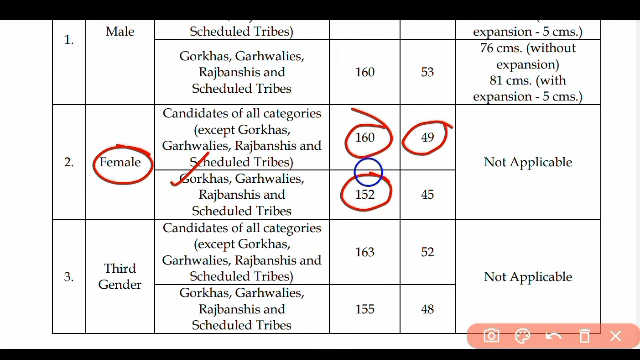 Male
Scheduled Tribes)
expansion - 5 cms.)
1.
Gorkhas, Garhwalies,
Rajbanshis and
Scheduled Tribes
160
53
76 cms. (without
expansion)
81 cms. (with
expansion - 5 cms.)
2.
Female
Candidates of all categories
(except Gorkhas,
Garhwalies, Rajbanshis and
Scheduled Tribes)
160
49
Not Applicable
Gorkhas, Garhwalies,
Rajbanshis and
Scheduled Tribes
152
45
3.
Third
Gender
Candidates of all categories
(except Gorkhas,
Garhwalies, Rajbanshis and
Scheduled Tribes)
163
52
Not Applicable
Gorkhas, Garhwalies,
Rajbanshis and
Scheduled Tribes
155
48